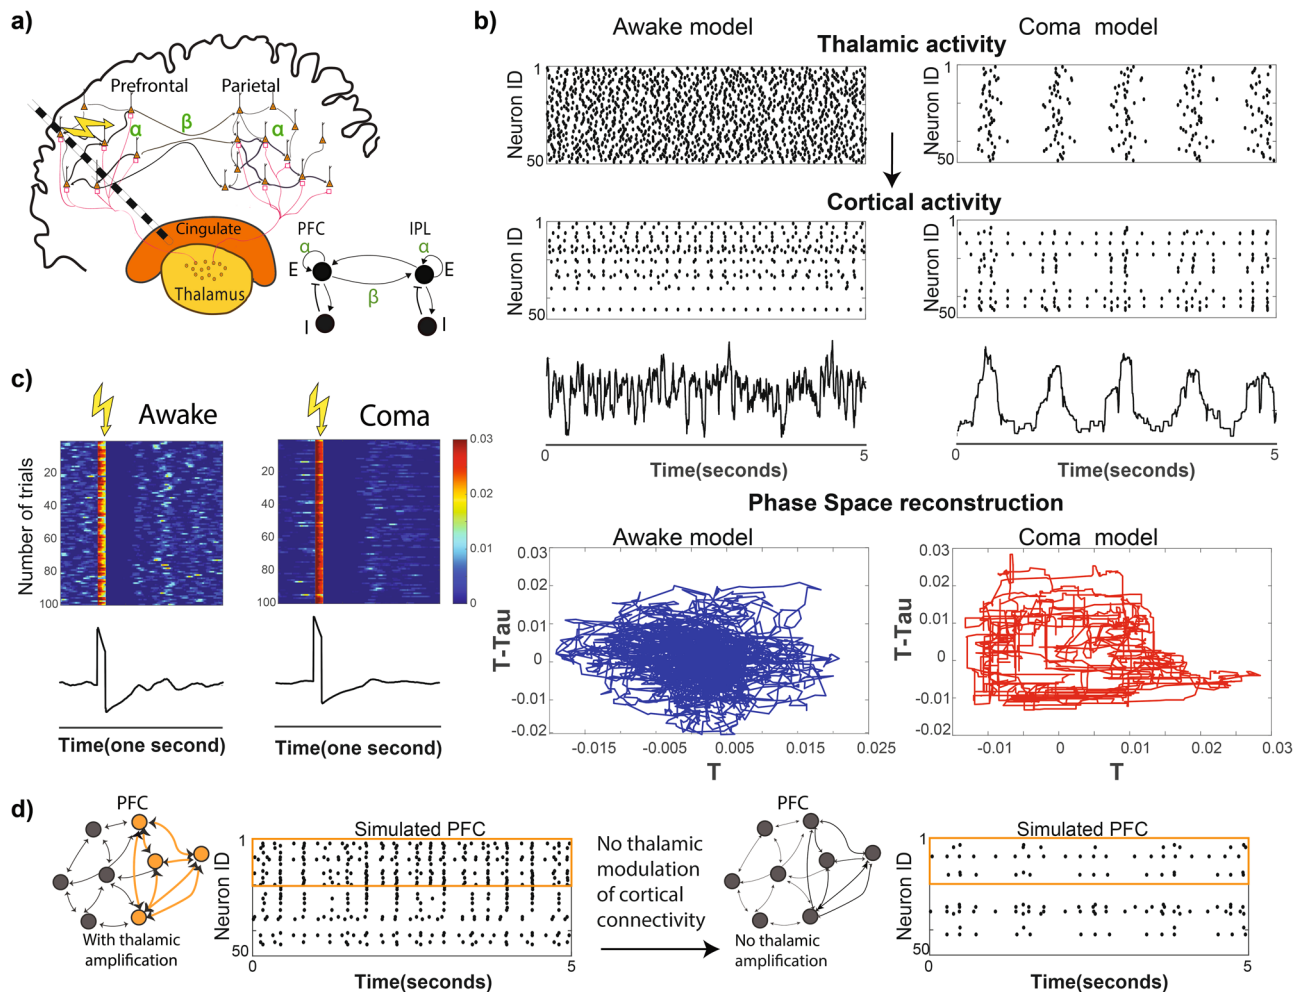 a)
Prefrontal
Parietal
α
β
α
Cingulate
Thalamus
PFC
IPL
α
α
E
E
β
I
I
b)
Awake model
Coma model
Thalamic activity
Neuron ID
1
50
Neuron ID
1
50
Cortical activity
Neuron ID
1
50
Neuron ID
1
50
0
5
Time(seconds)
0
5
Time(seconds)
Phase Space reconstruction
Awake model
Coma model
T-Tau
0.03
0.02
0.01
0
-0.01
-0.02
-0.015
-0.005
0.005
0.015
0.025
T
T-Tau
0.03
0.02
0.01
0
-0.01
-0.02
-0.01
0
0.01
0.02
0.03
T
c)
Awake
Coma
Number of trials
20
40
60
80
100
20
40
60
80
100
0.03
0.02
0.01
0
Time(one second)
Time(one second)
d)
PFC
With thalamic
amplification
Simulated PFC
Neuron ID
1
50
0
5
Time(seconds)
No thalamic
modulation
of cortical
connectivity
PFC
No thalamic
amplification
Simulated PFC
Neuron ID
1
50
0
5
Time(seconds)